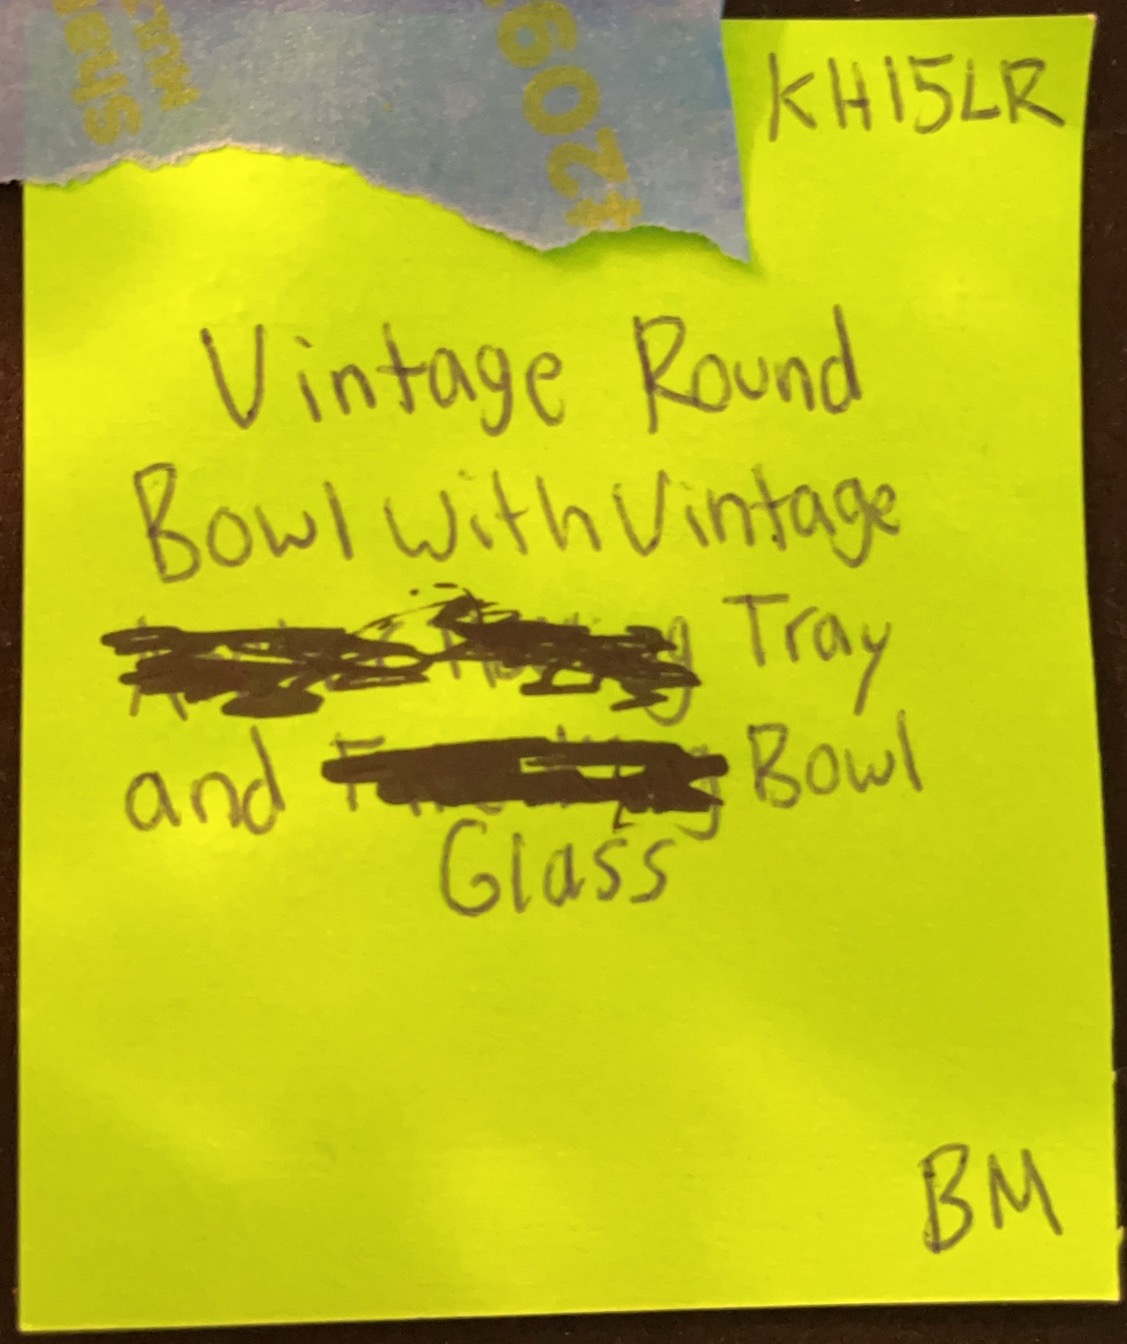 KH15LR
Vintage Round
Bowl with Vintage
Tray
and Bowl
Glass
BM